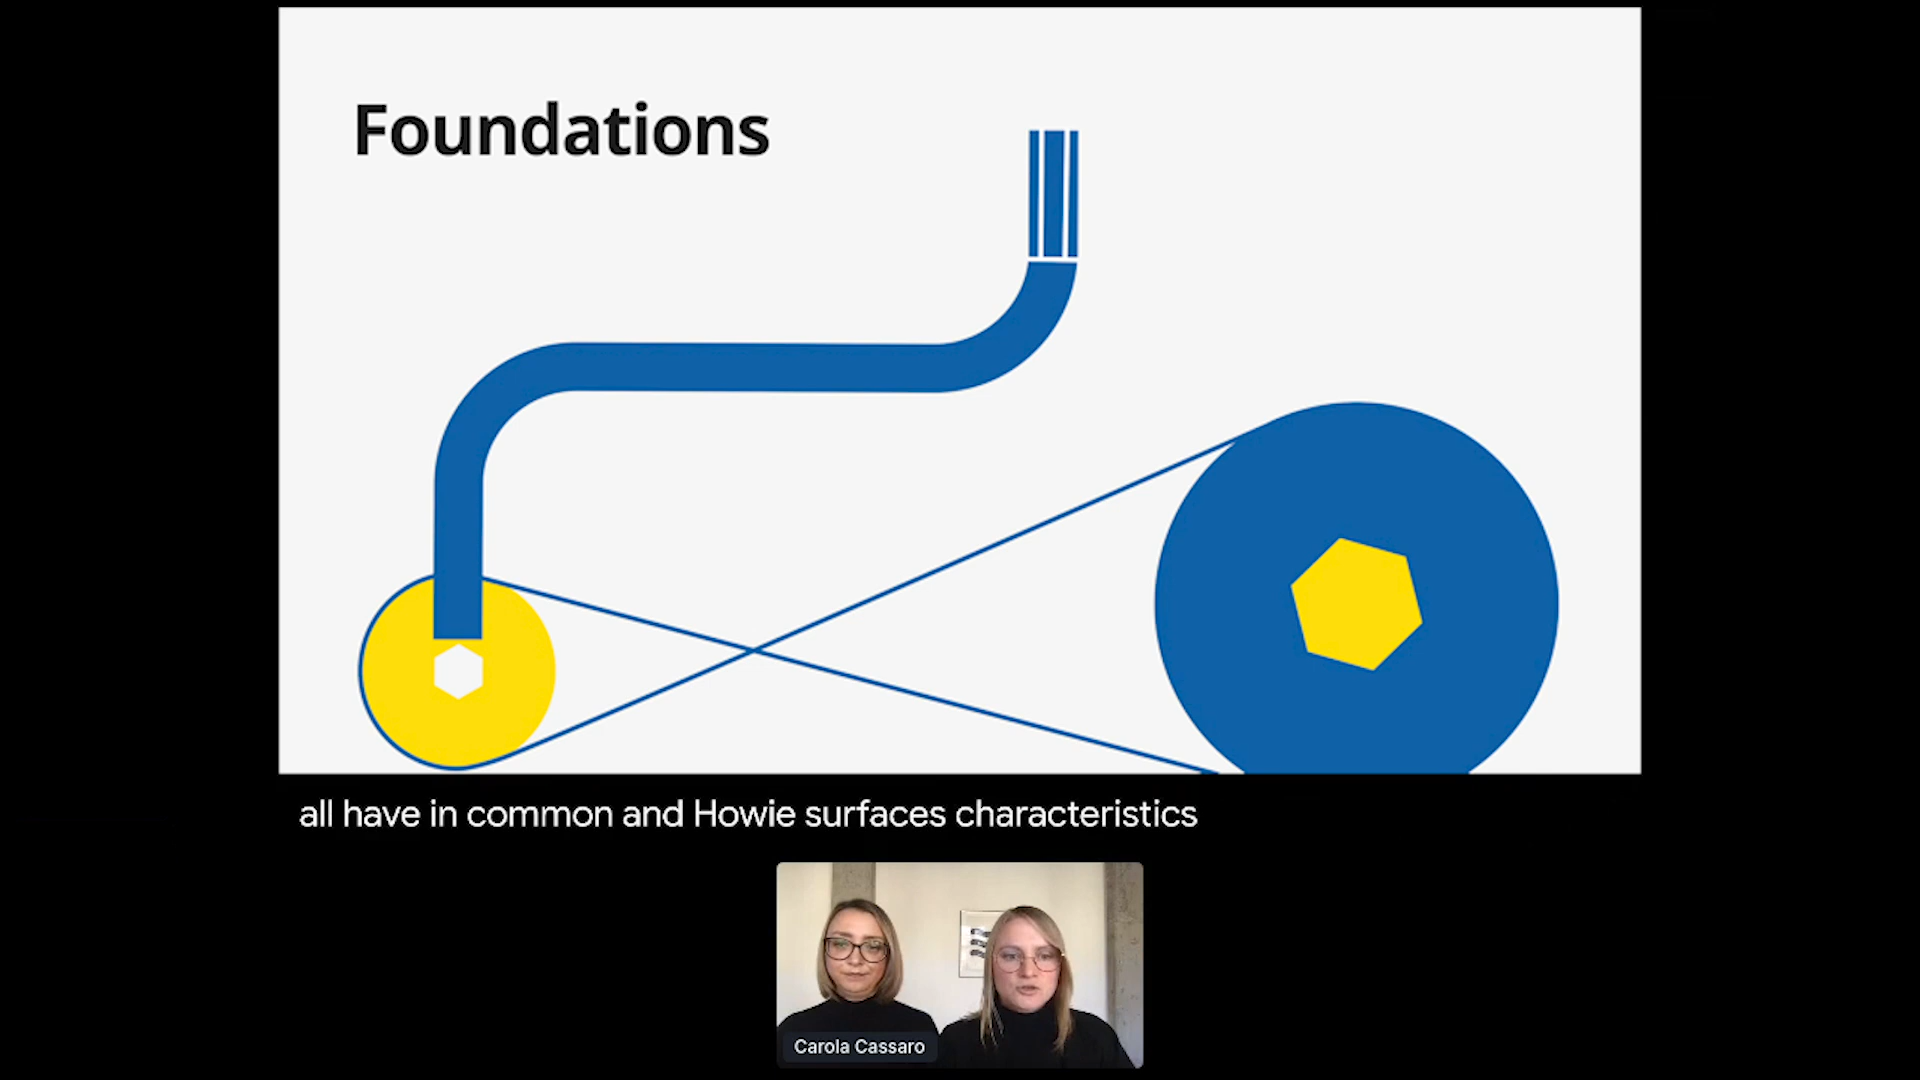 Foundations
all have in common and Howie surfaces characteristics
Carola Cassaro